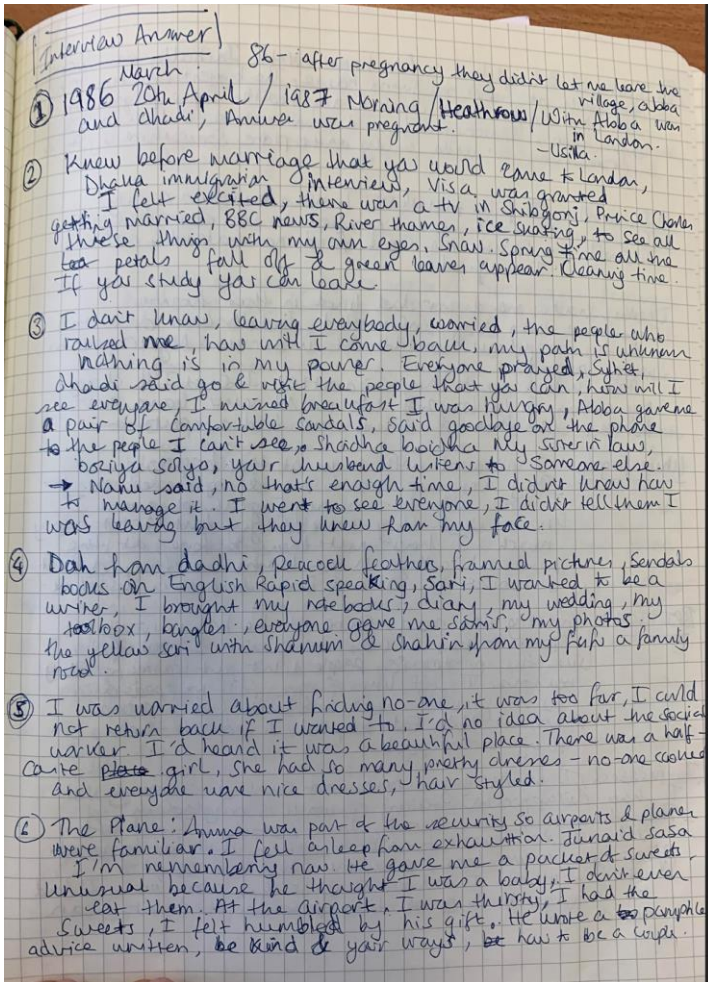 Interview Answer
March
86 - after pregnancy they didn't let me leave the
village, abba
① 1986 20th April / 1987 Morning / Heathrow / With Abba was
and dhadi, Amma was pregnant. in London.
- Usilla.
② Knew before marriage that you would come to London,
Dhaka immigration interview, Visa was granted
I felt excited, there was a tv in Shibgonj, Prince Charles
getting married, BBC news, River thames, ice skating, to see all
these things with my own eyes. Snow. Spring time all the
petals fall off & green leaves appear. Cleaning time.
If you study you can learn.
③ I don't know, leaving everybody, worried, the people who
raised me, how will I come back, my path is unknown
nothing is in my power. Everyone prayed, Sylhet,
dhadi said go & visit the people that you can, how will I
see everyone, I missed breakfast I was hungry, Abba gave me
a pair of comfortable sandals, said goodbye on the phone
to the people I can't see, Shadha boidha my sister in law,
boziya solyo, your husband listens to someone else.
→ Nanu said, no that's enough time, I didn't know how
to manage it. I went to see everyone, I didn't tell them I
was leaving but they knew from my face.
④ Dah from dadhi, Peacock feathers, framed pictures, Sandals
books on English Rapid speaking, Sari, I wanted to be a
writer, I brought my notebooks, diary, my wedding, my
box, bangles, everyone gave me saris, my photos.
the yellow sari with Shanum & Shahin from my fufu a family
⑤ I was worried about finding no-one, it was too far, I could
not return back if I wanted to. I'd no idea about the social
worker. I'd heard it was a beautiful place. There was a half-
caste place girl, she had so many pretty dresses - no-one cooked
and everyone wore nice dresses, hair styled.
⑥ The Plane: Amma was part of the security so airports & planes
were familiar. I fell asleep from exhaustion. Junaid Sasa
I'm remembering now. He gave me a packet of sweets.
Unusual because he thought I was a baby, I don't even
eat them. At the airport, I was thirsty, I had the
sweets, I felt humbled by his gift. He wrote a pamphlet
advice written, be kind & your ways, how to be a couple.